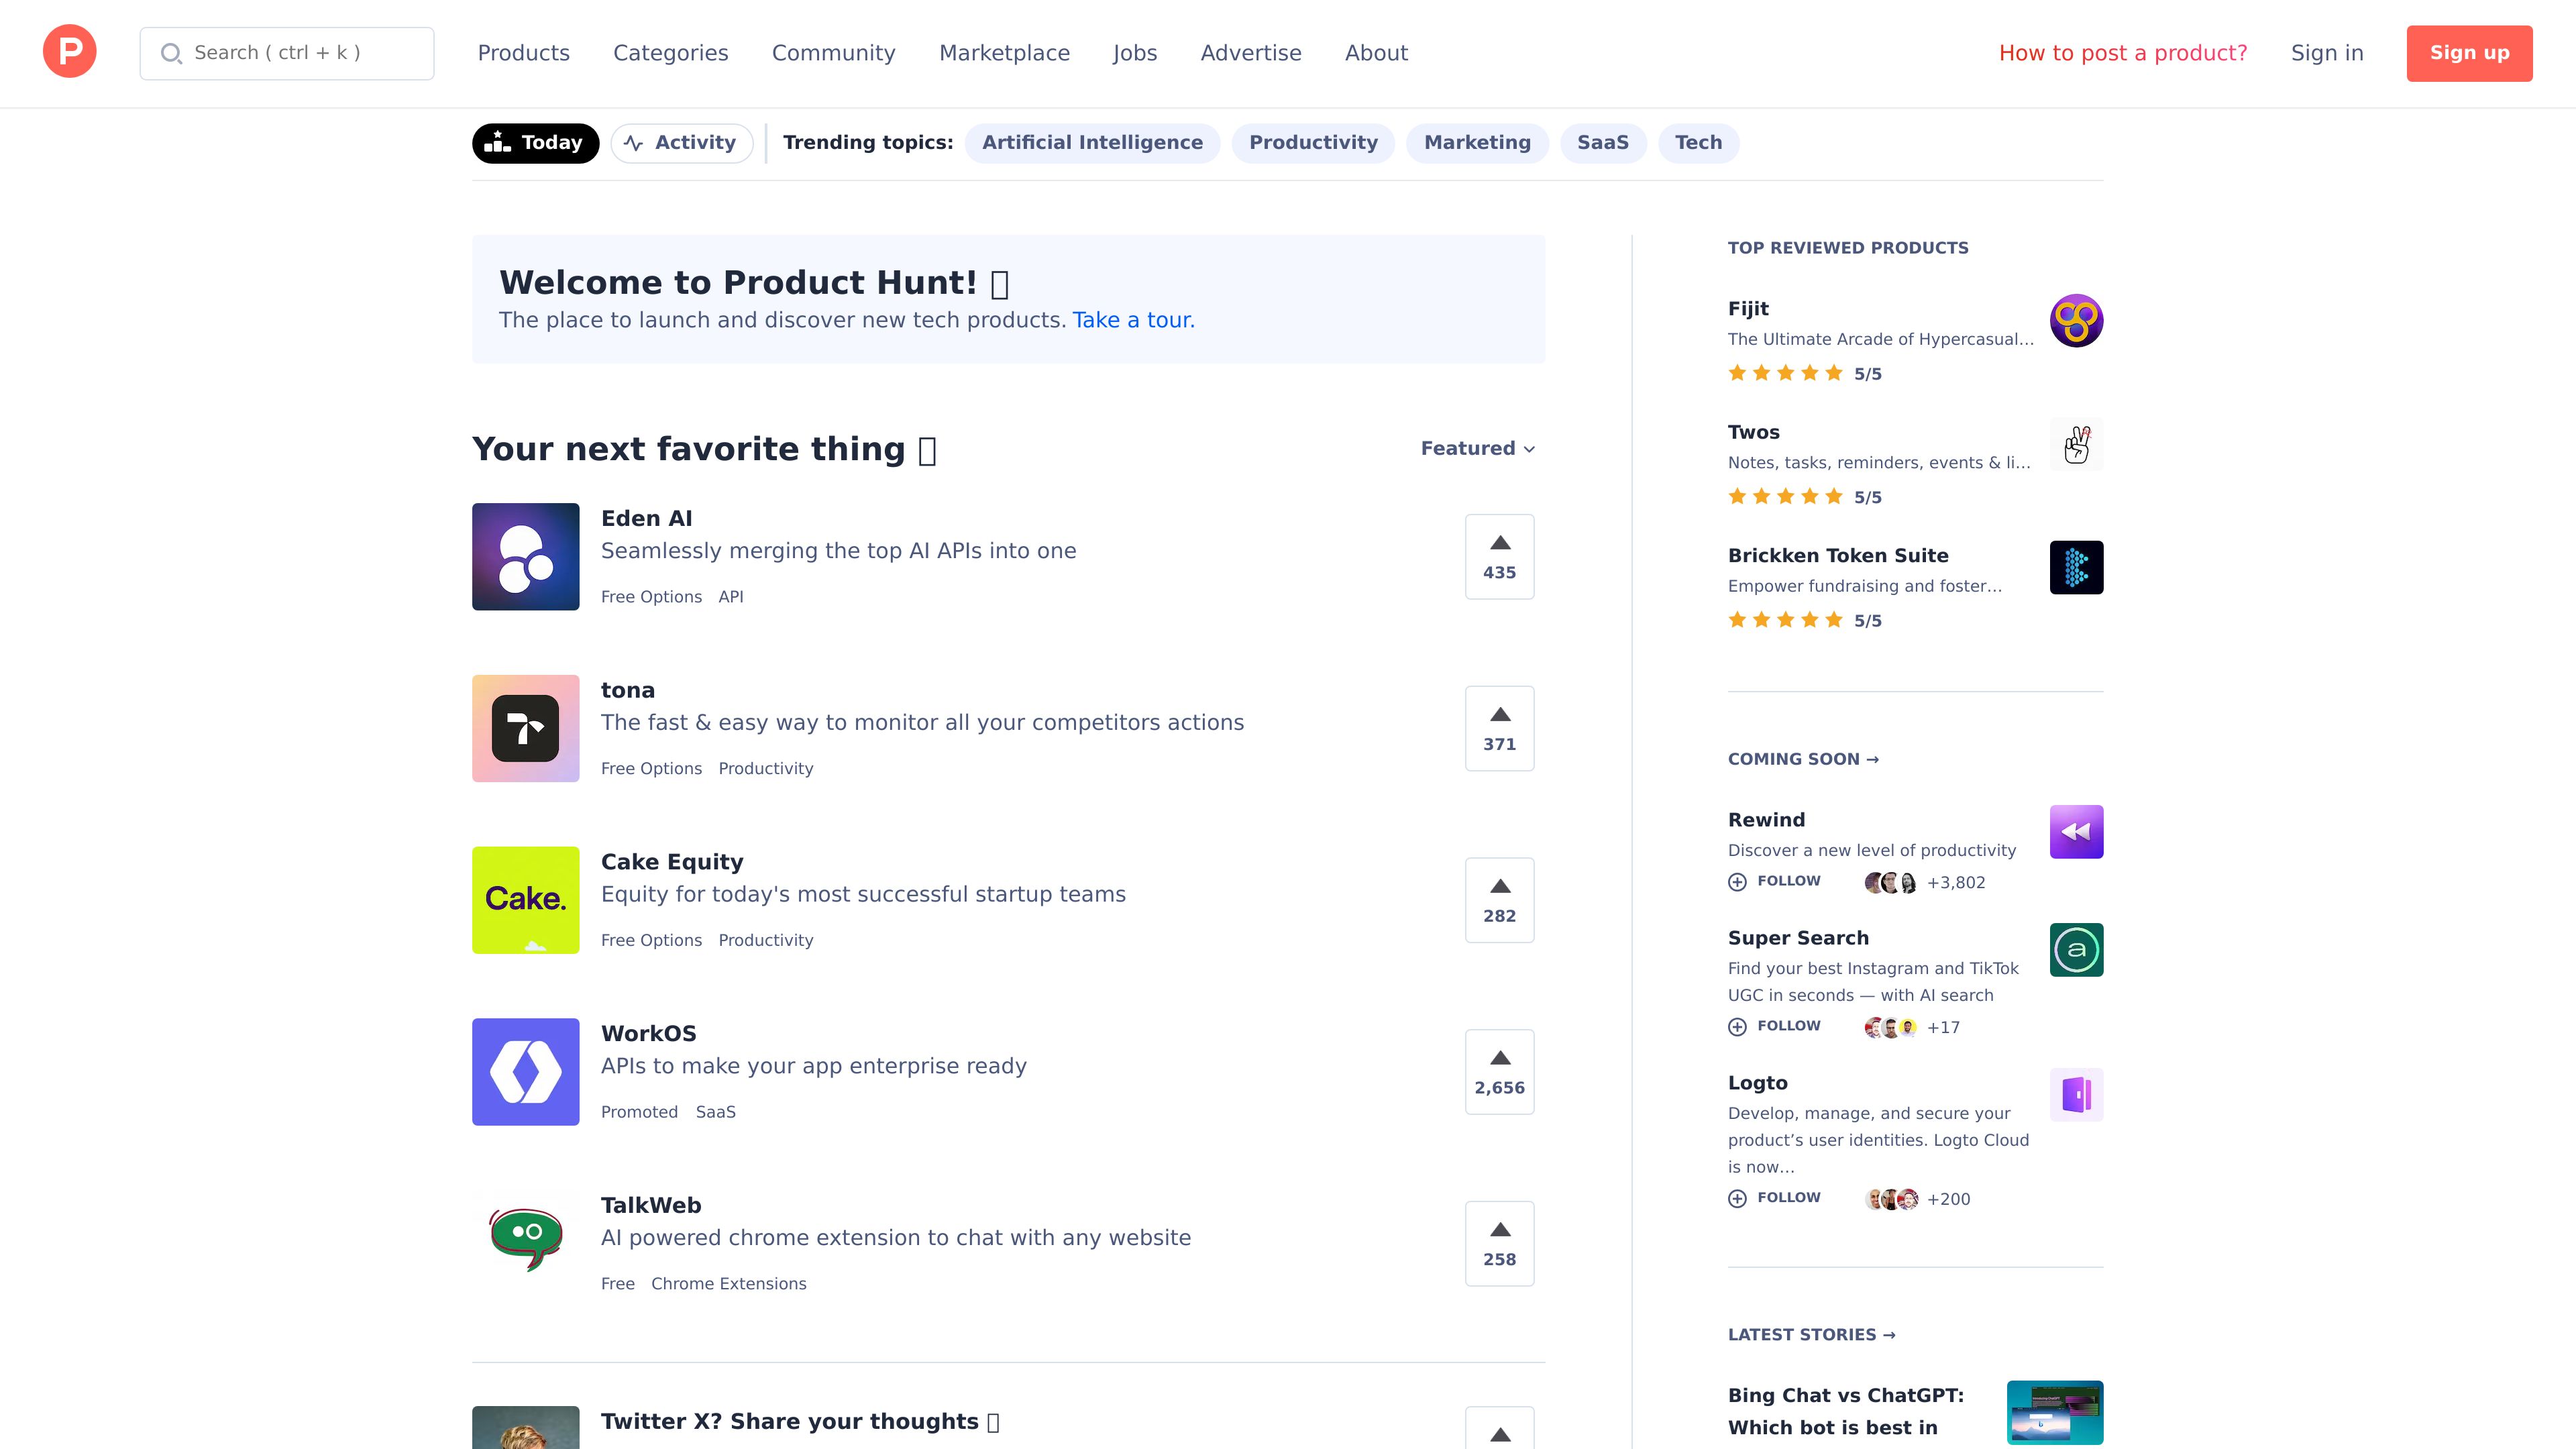 P
Search ( ctrl + k )
Products
Categories
Community
Marketplace
Jobs
Advertise
About
How to post a product?
Sign in
Sign up
Today
Activity
Trending topics:
Artificial Intelligence
Productivity
Marketing
SaaS
Tech
Welcome to Product Hunt!
The place to launch and discover new tech products. Take a tour.
Your next favorite thing
Featured
Eden AI
Seamlessly merging the top AI APIs into one
Free Options API
435
tona
The fast & easy way to monitor all your competitors actions
Free Options Productivity
371
Cake.
Cake Equity
Equity for today's most successful startup teams
Free Options Productivity
282
WorkOS
APIs to make your app enterprise ready
Promoted SaaS
2,656
TalkWeb
AI powered chrome extension to chat with any website
Free Chrome Extensions
258
Twitter X? Share your thoughts
TOP REVIEWED PRODUCTS
Fijit
The Ultimate Arcade of Hypercasual...
5/5
Twos
Notes, tasks, reminders, events & li...
5/5
Brickken Token Suite
Empower fundraising and foster...
5/5
COMING SOON →
Rewind
Discover a new level of productivity
FOLLOW +3,802
Super Search
Find your best Instagram and TikTok
UGC in seconds — with AI search
FOLLOW +17
a
Logto
Develop, manage, and secure your
product’s user identities. Logto Cloud
is now...
FOLLOW +200
LATEST STORIES →
Bing Chat vs ChatGPT:
Which bot is best in